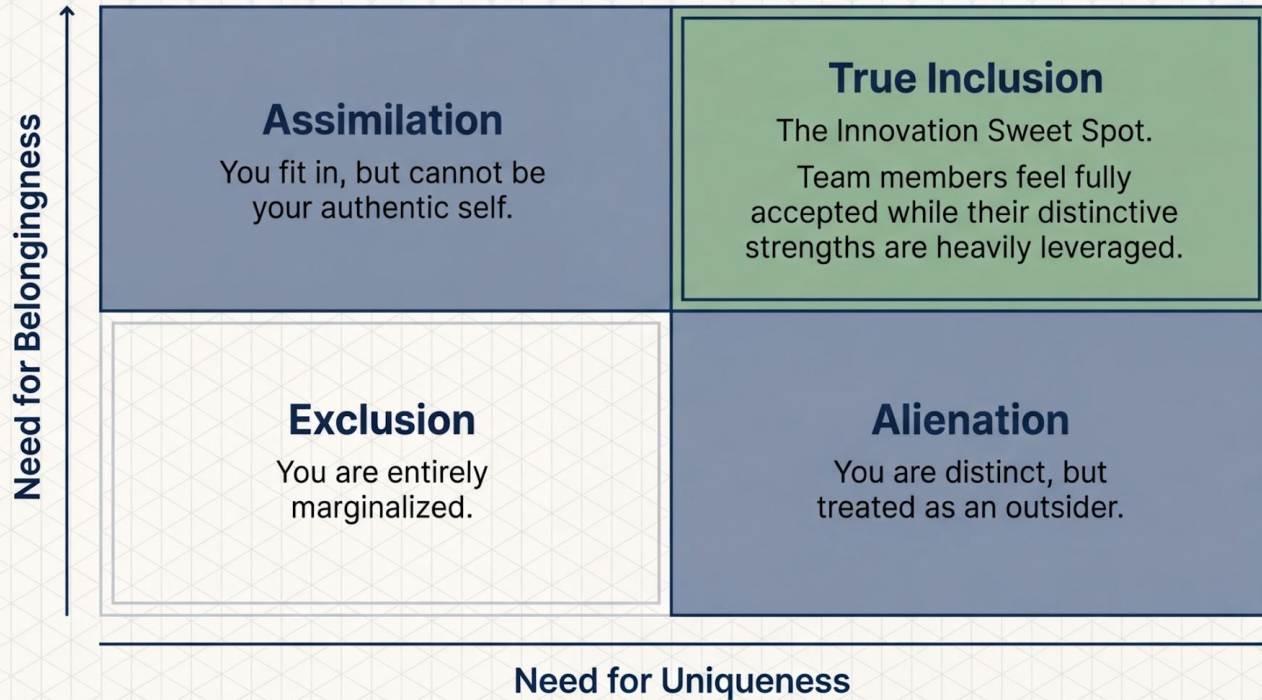 Need for Belongingness
Assimilation
You fit in, but cannot be
your authentic self.
True Inclusion
The Innovation Sweet Spot.
Team members feel fully
accepted while their distinctive
strengths are heavily leveraged.
Exclusion
You are entirely
marginalized.
Alienation
You are distinct, but
treated as an outsider.
Need for Uniqueness